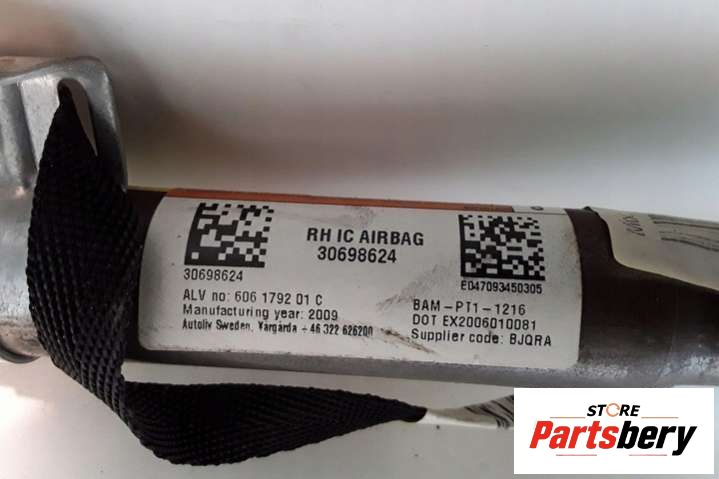 RH IC AIRBAG
30698624
30698624
E047093450305
ALV no: 606 1792 01 C
Manufacturing year: 2009
Autoliv Sweden, Vargarda + 46 322 626200
BAM-PT1-1216
DOT EX2006010081
Supplier code: BJQRA
STORE
Partsbery